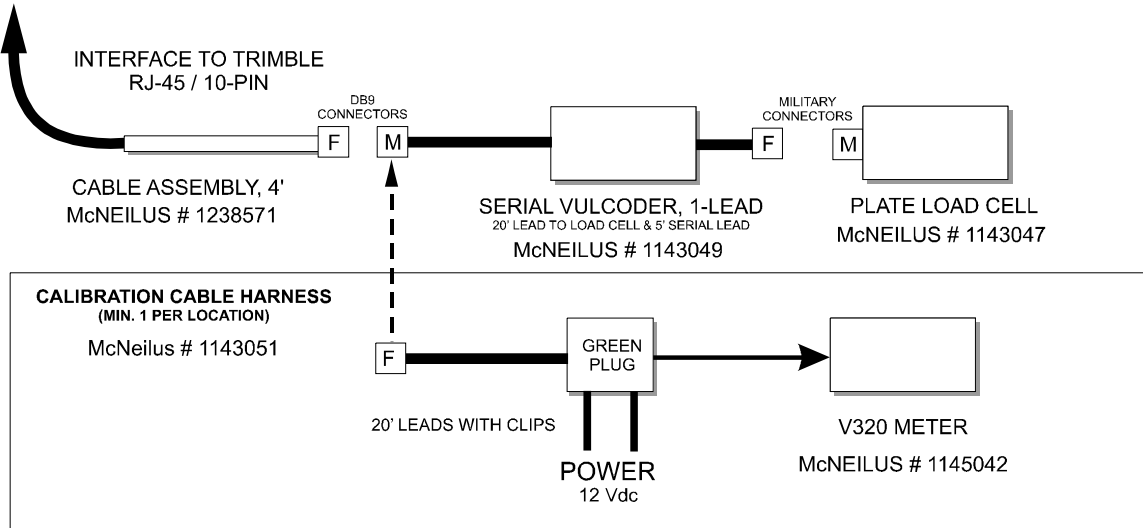 INTERFACE TO TRIMBLE
RJ-45 / 10-PIN
DB9
CONNECTORS
MILITARY
CONNECTORS
F
M
F
M
CABLE ASSEMBLY, 4'
McNEILUS # 1238571
SERIAL VULCODER, 1-LEAD
20' LEAD TO LOAD CELL & 5' SERIAL LEAD
McNEILUS # 1143049
PLATE LOAD CELL
McNEILUS # 1143047
CALIBRATION CABLE HARNESS
(MIN. 1 PER LOCATION)
McNeilus # 1143051
F
GREEN
PLUG
20' LEADS WITH CLIPS
POWER
12 Vdc
V320 METER
McNEILUS # 1145042